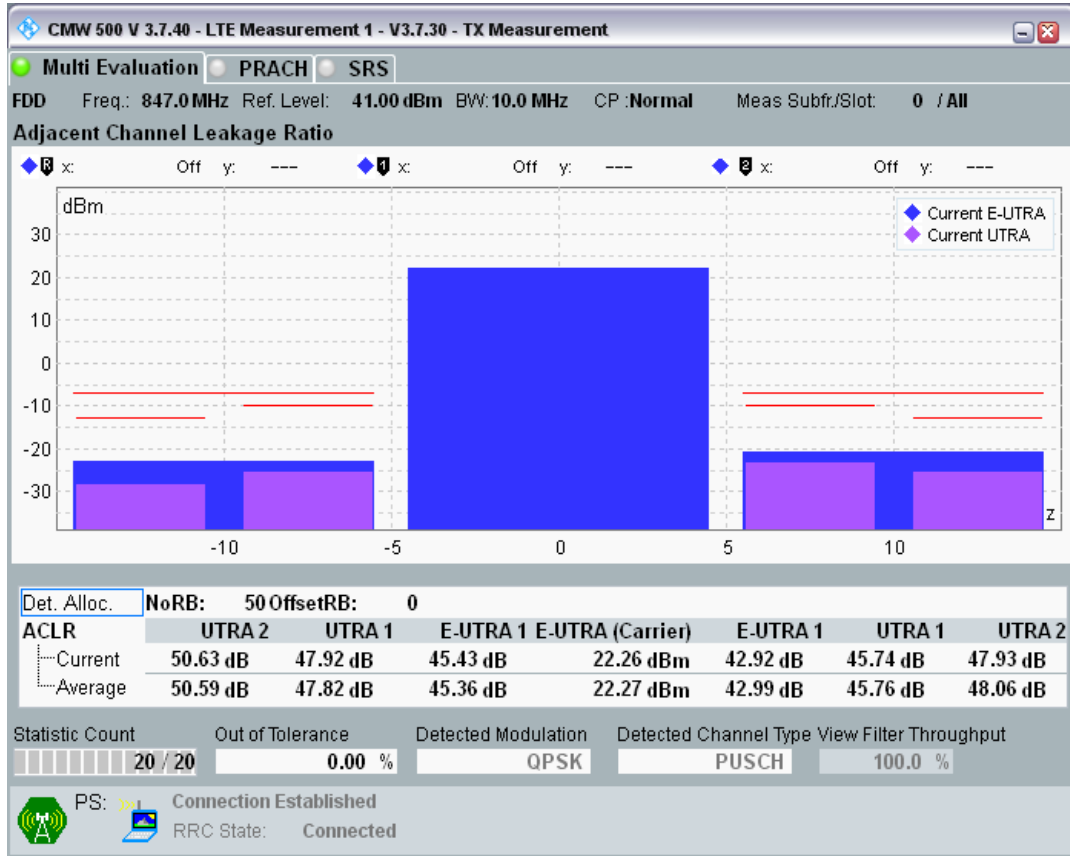 CMW 500 V 3.7.40 - LTE Measurement 1 - V3.7.30 - TX Measurement
Multi Evaluation PRACH SRS
FDD Freq.: 847.0 MHz Ref. Level: 41.00 dBm BW: 10.0 MHz CP :Normal Meas Subfr./Slot: 0 / All
Adjacent Channel Leakage Ratio
R x: Off y: --- 1 x: Off y: --- 2 x: Off y: ---
dBm
Current E-UTRA
Current UTRA
30
20
10
0
-10
-20
-30
z
-10 -5 0 5 10
Det. Alloc. NoRB: 50 OffsetRB: 0
ACLR UTRA 2 UTRA 1 E-UTRA 1 E-UTRA (Carrier) E-UTRA 1 UTRA 1 UTRA 2
Current 50.63 dB 47.92 dB 45.43 dB 22.26 dBm 42.92 dB 45.74 dB 47.93 dB
Average 50.59 dB 47.82 dB 45.36 dB 22.27 dBm 42.99 dB 45.76 dB 48.06 dB
Statistic Count Out of Tolerance Detected Modulation Detected Channel Type View Filter Throughput
20 / 20 0.00 % QPSK PUSCH 100.0 %
PS: Connection Established
RRC State: Connected